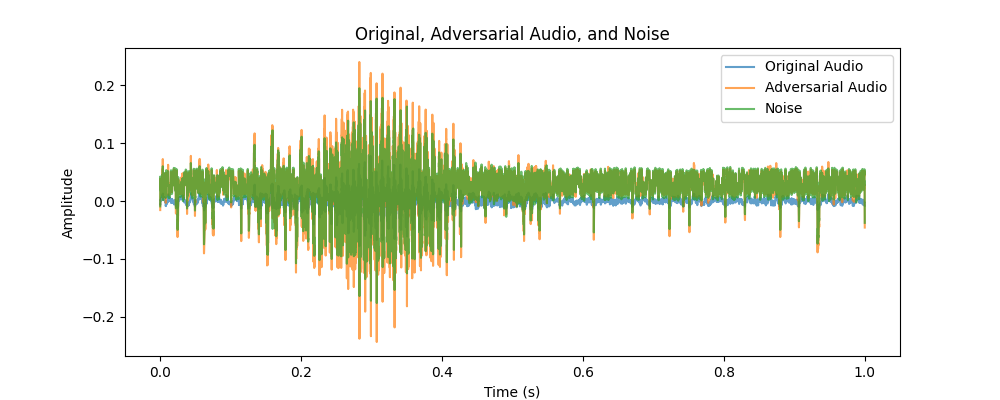 Original, Adversarial Audio, and Noise
Original Audio
Adversarial Audio
Noise
Amplitude
0.2
0.1
0.0
−0.1
−0.2
0.0 0.2 0.4 0.6 0.8 1.0
Time (s)